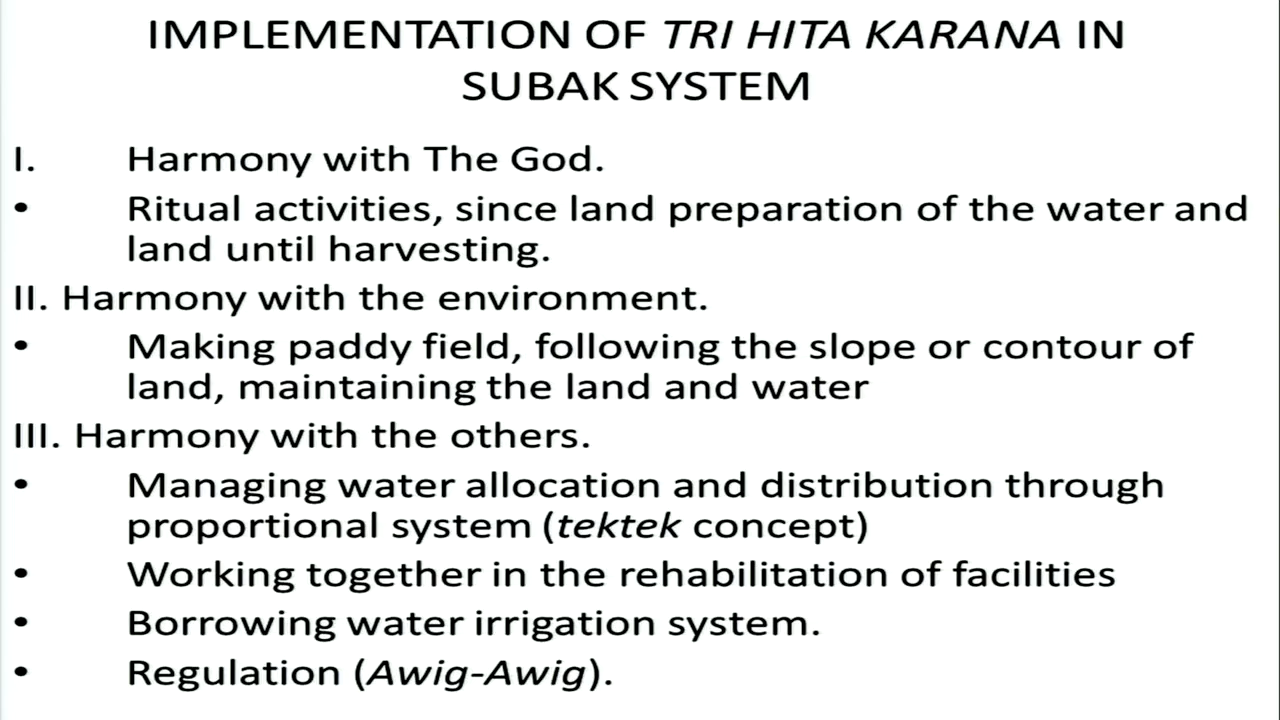 IMPLEMENTATION OF TRI HITA KARANA IN
SUBAK SYSTEM
I. Harmony with The God.
• Ritual activities, since land preparation of the water and
land until harvesting.
II. Harmony with the environment.
• Making paddy field, following the slope or contour of
land, maintaining the land and water
III. Harmony with the others.
• Managing water allocation and distribution through
proportional system (tektek concept)
• Working together in the rehabilitation of facilities
• Borrowing water irrigation system.
• Regulation (Awig-Awig).